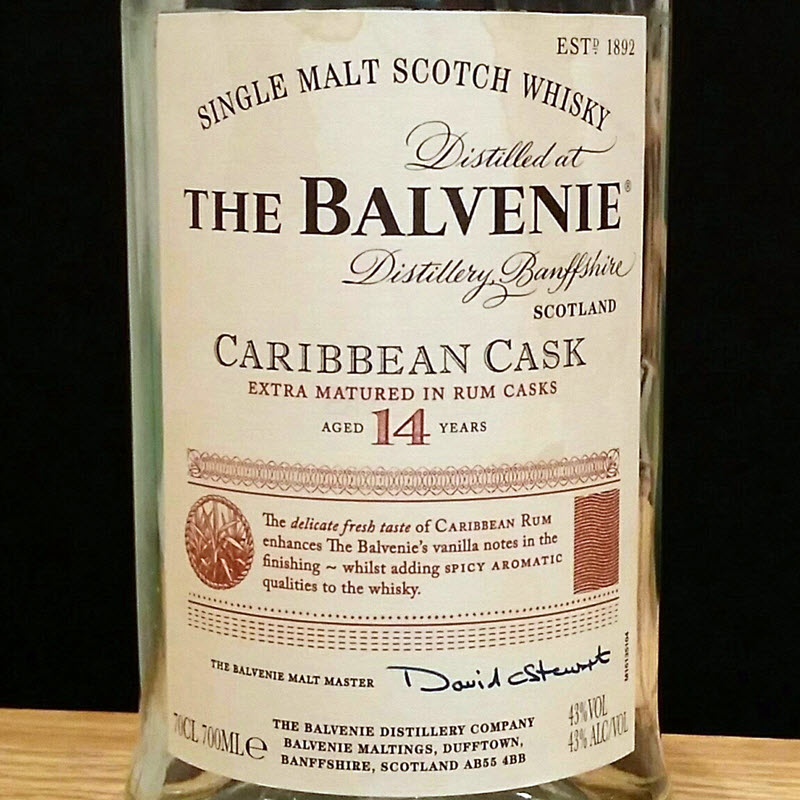 ESTD 1892
SINGLE MALT SCOTCH WHISKY
Distilled at
THE BALVENIE®
Distillery, Banffshire
SCOTLAND
CARIBBEAN CASK
EXTRA MATURED IN RUM CASKS
AGED 14 YEARS
The delicate fresh taste of CARIBBEAN RUM
enhances The Balvenie's vanilla notes in the
finishing ~ whilst adding SPICY AROMATIC
qualities to the whisky.
THE BALVENIE MALT MASTER David C Stewart
70CL 700ML℮
THE BALVENIE DISTILLERY COMPANY
BALVENIE MALTINGS, DUFFTOWN,
BANFFSHIRE, SCOTLAND AB55 4BB
43%VOL
43% ALC/VOL